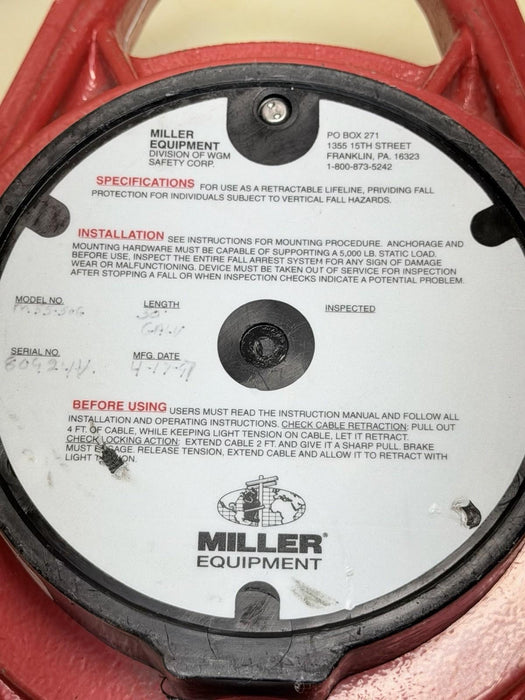 MILLER
EQUIPMENT
DIVISION OF WGM
SAFETY CORP.
PO BOX 271
1355 15TH STREET
FRANKLIN, PA. 16323
1-800-873-5242
SPECIFICATIONS FOR USE AS A RETRACTABLE LIFELINE, PRIVIDING FALL
PROTECTION FOR INDIVIDUALS SUBJECT TO VERTICAL FALL HAZARDS.
INSTALLATION SEE INSTRUCTIONS FOR MOUNTING PROCEDURE. ANCHORAGE AND
MOUNTING HARDWARE MUST BE CAPABLE OF SUPPORTING A 5,000 LB. STATIC LOAD.
BEFORE USE, INSPECT THE ENTIRE FALL ARREST SYSTEM FOR ANY SIGN OF DAMAGE
WEAR OR MALFUNCTIONING. DEVICE MUST BE TAKEN OUT OF SERVICE FOR INSPECTION
AFTER STOPPING A FALL OR WHEN INSPECTION CHECKS INDICATE A POTENTIAL PROBLEM.
MODEL NO. LENGTH INSPECTED
GALV
SERIAL NO. MFG. DATE
BEFORE USING USERS MUST READ THE INSTRUCTION MANUAL AND FOLLOW ALL
INSTALLATION AND OPERATING INSTRUCTIONS. CHECK CABLE RETRACTION: PULL OUT
4 FT. OF CABLE, WHILE KEEPING LIGHT TENSION ON CABLE, LET IT RETRACT.
CHECK LOCKING ACTION: EXTEND CABLE 2 FT. AND GIVE IT A SHARP PULL. BRAKE
MUST ENGAGE. RELEASE TENSION, EXTEND CABLE AND ALLOW IT TO RETRACT WITH
LIGHT TENSION.
MILLER®
EQUIPMENT